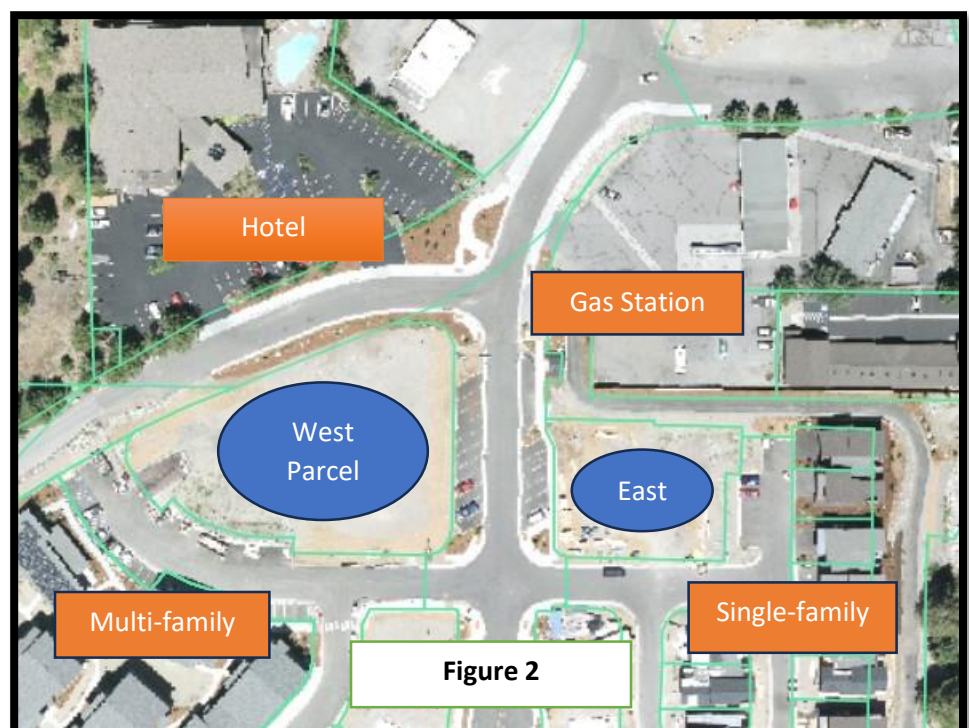 Hotel
Gas Station
West
Parcel
East
Multi-family
Single-family
Figure 2